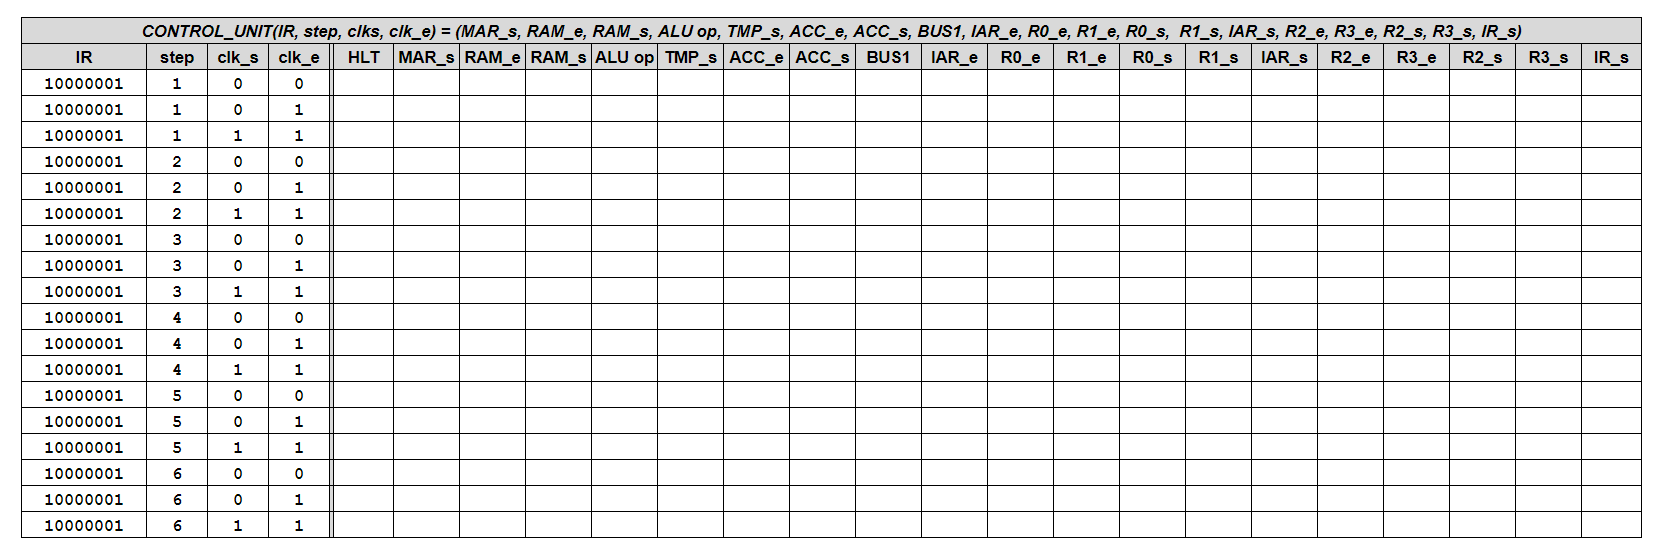 CONTROL_UNIT(IR, step, clks, clk_e) = (MAR_s, RAM_e, RAM_s, ALU op, TMP_s, ACC_e, ACC_s, BUS1, IAR_e, R0_e, R1_e, R0_s, R1_s, IAR_s, R2_e, R3_e, R2_s, R3_s, IR_s)
IR step clk_s clk_e HLT MAR_s RAM_e RAM_s ALU op TMP_s ACC_e ACC_s BUS1 IAR_e R0_e R1_e R0_s R1_s IAR_s R2_e R3_e R2_s R3_s IR_s
10000001 1 0 0
10000001 1 0 1
10000001 1 1 1
10000001 2 0 0
10000001 2 0 1
10000001 2 1 1
10000001 3 0 0
10000001 3 0 1
10000001 3 1 1
10000001 4 0 0
10000001 4 0 1
10000001 4 1 1
10000001 5 0 0
10000001 5 0 1
10000001 5 1 1
10000001 6 0 0
10000001 6 0 1
10000001 6 1 1